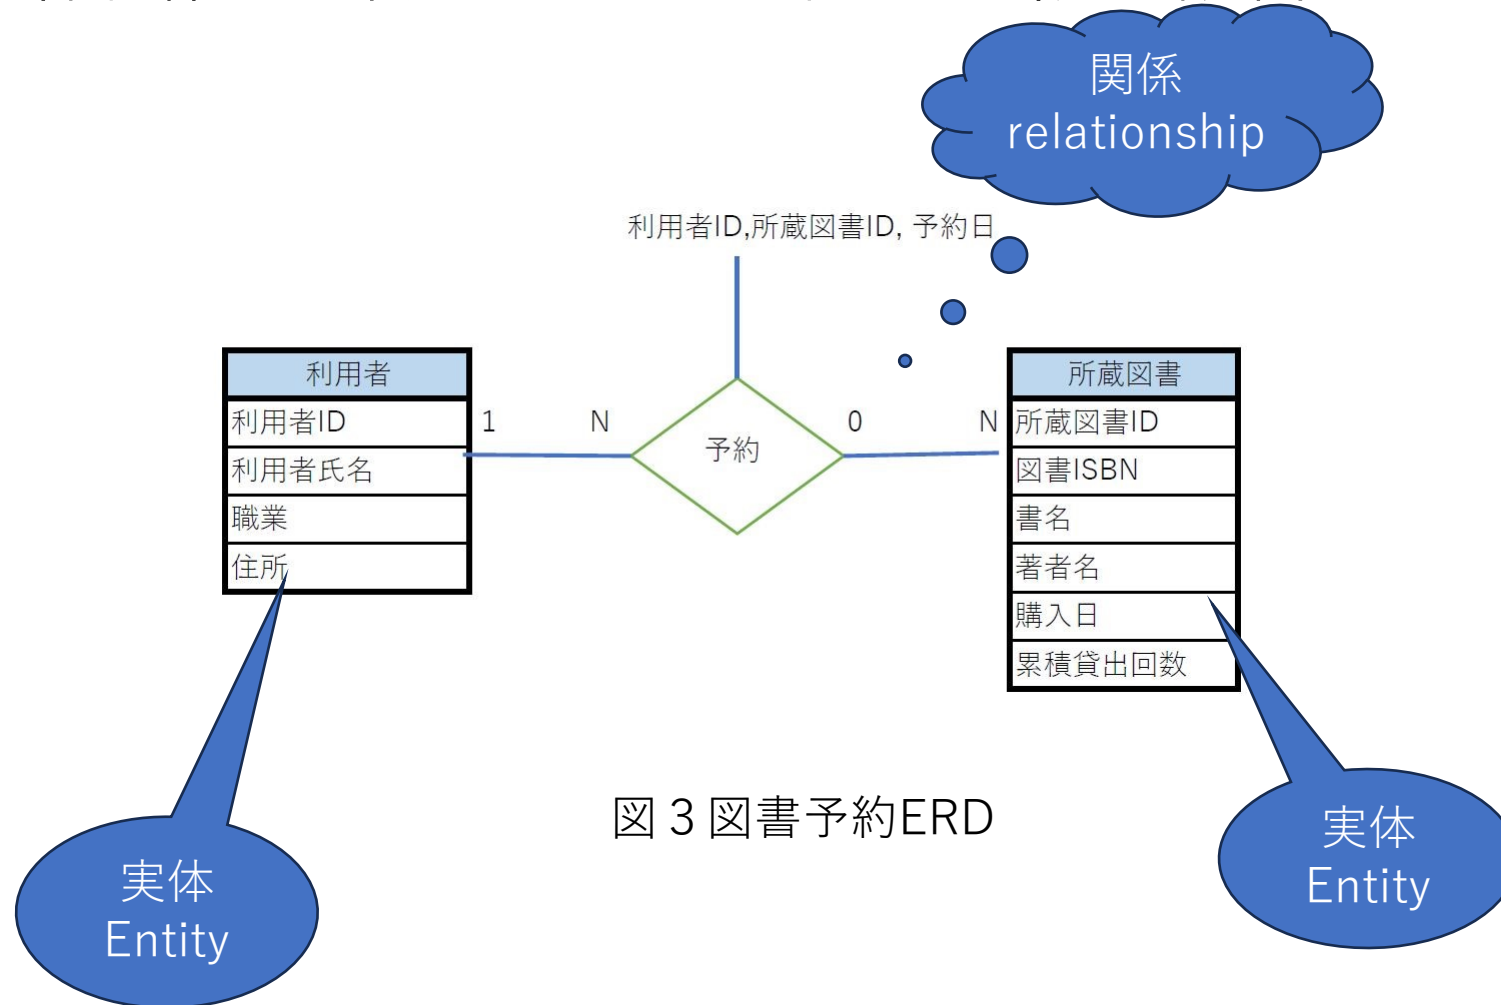 関係
relationship
利用者ID,所蔵図書ID, 予約日
利用者
利用者ID
利用者氏名
職業
住所
1 N
予約
0 N
所蔵図書
所蔵図書ID
図書ISBN
書名
著者名
購入日
累積貸出回数
図３図書予約ERD
実体
Entity
実体
Entity